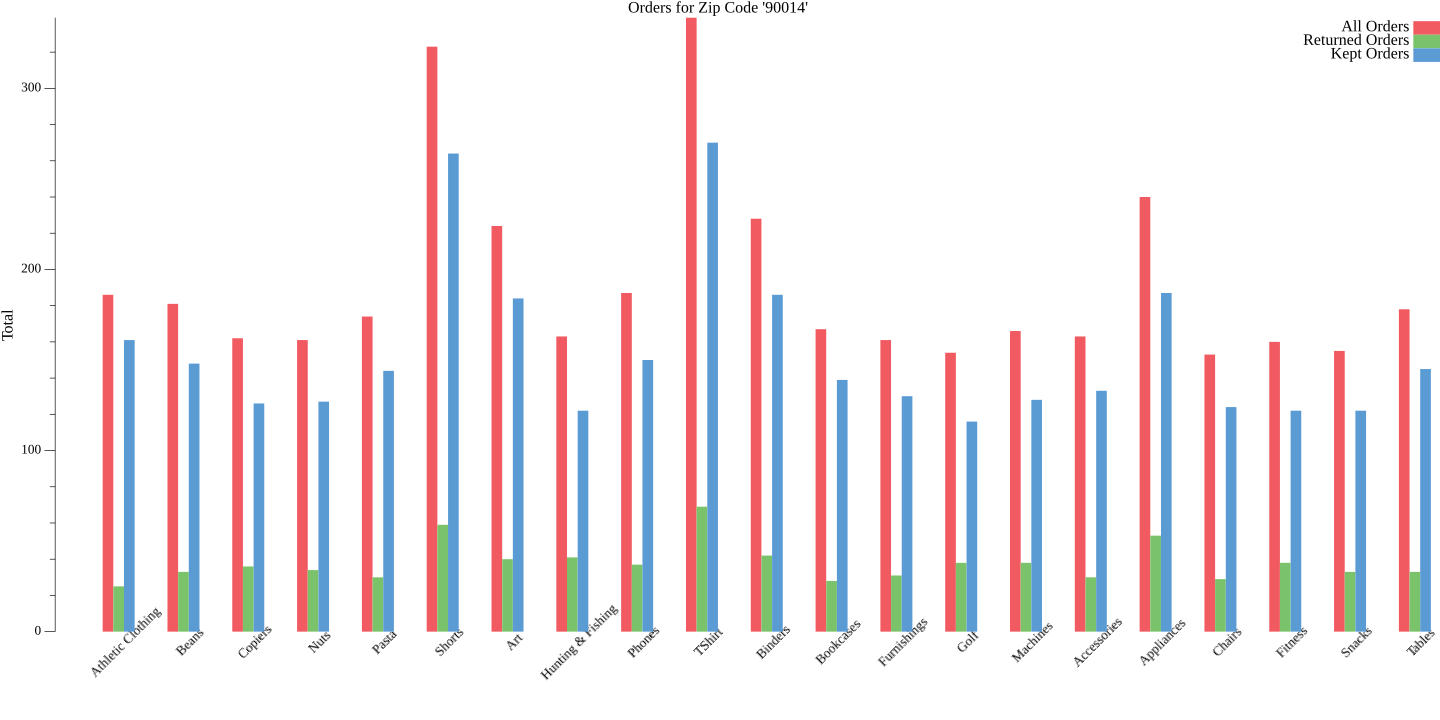 Orders for Zip Code '90014'
All Orders
Returned Orders
Kept Orders
Total
300
200
100
0
Athletic Clothing
Beans
Copiers
Nuts
Pasta
Shorts
Art
Hunting & Fishing
Phones
TShirt
Binders
Bookcases
Furnishings
Golf
Machines
Accessories
Appliances
Chairs
Fitness
Snacks
Tables